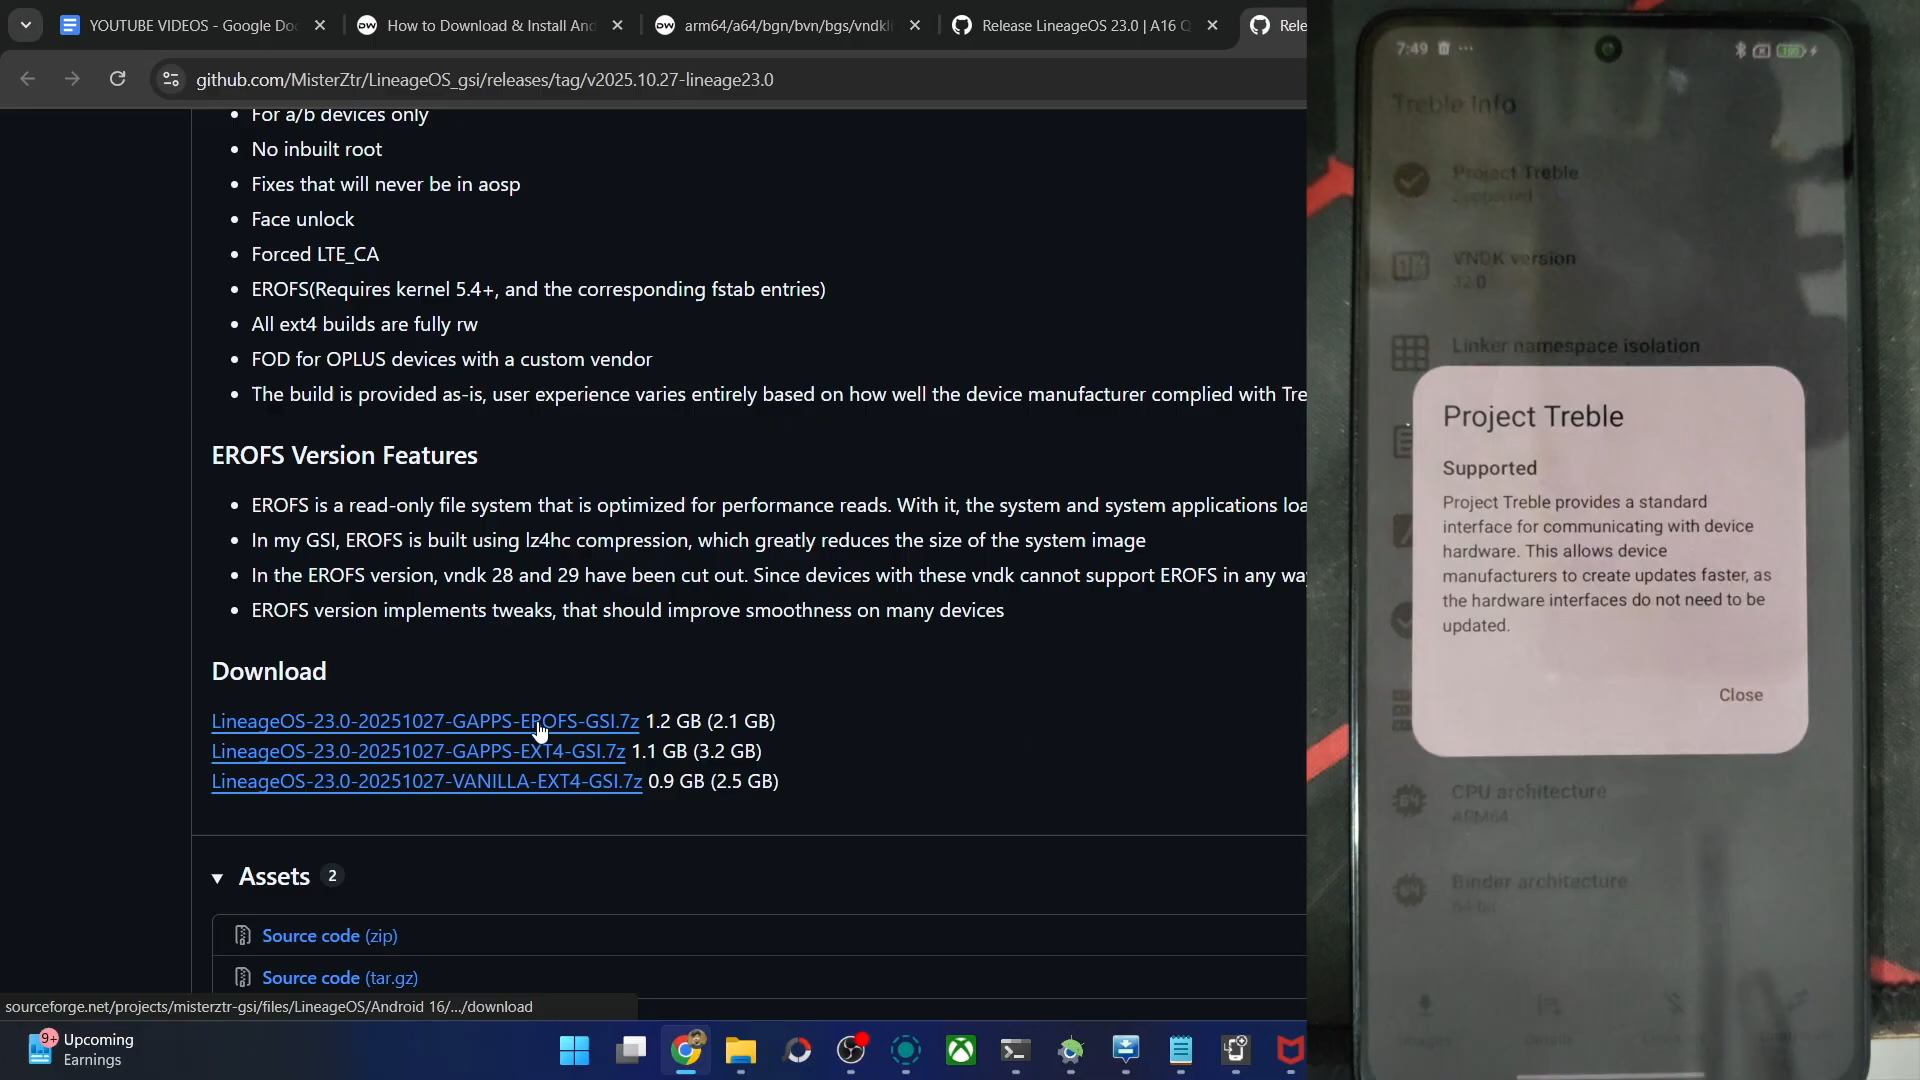 YOUTUBE VIDEOS - Google Do
How to Download & Install And
arm64/a64/bgn/bvn/bgs/vndkli
Release LineageOS 23.0 | A16 Q
Rele
github.com/MisterZtr/LineageOS_gsi/releases/tag/v2025.10.27-lineage23.0
For a/b devices only
No inbuilt root
Fixes that will never be in aosp
Face unlock
Forced LTE_CA
EROFS(Requires kernel 5.4+, and the corresponding fstab entries)
All ext4 builds are fully rw
FOD for OPLUS devices with a custom vendor
The build is provided as-is, user experience varies entirely based on how well the device manufacturer complied with Tre
EROFS Version Features
EROFS is a read-only file system that is optimized for performance reads. With it, the system and system applications loa
In my GSI, EROFS is built using lz4hc compression, which greatly reduces the size of the system image
In the EROFS version, vndk 28 and 29 have been cut out. Since devices with these vndk cannot support EROFS in any wa
EROFS version implements tweaks, that should improve smoothness on many devices
Download
LineageOS-23.0-20251027-GAPPS-EROFS-GSI.7z 1.2 GB (2.1 GB)
LineageOS-23.0-20251027-GAPPS-EXT4-GSI.7z 1.1 GB (3.2 GB)
LineageOS-23.0-20251027-VANILLA-EXT4-GSI.7z 0.9 GB (2.5 GB)
Assets 2
Source code (zip)
Source code (tar.gz)
sourceforge.net/projects/misterztr-gsi/files/LineageOS/Android 16/.../download
9+
Upcoming
Earnings
7:49
100
Treble Info
Project Treble
Supported
VNDK version
32.0
Linker namespace isolation
Project Treble
Supported
Project Treble provides a standard
interface for communicating with device
hardware. This allows device
manufacturers to create updates faster, as
the hardware interfaces do not need to be
updated.
Close
CPU architecture
ARM64
Binder architecture
64-bit
Images
Details